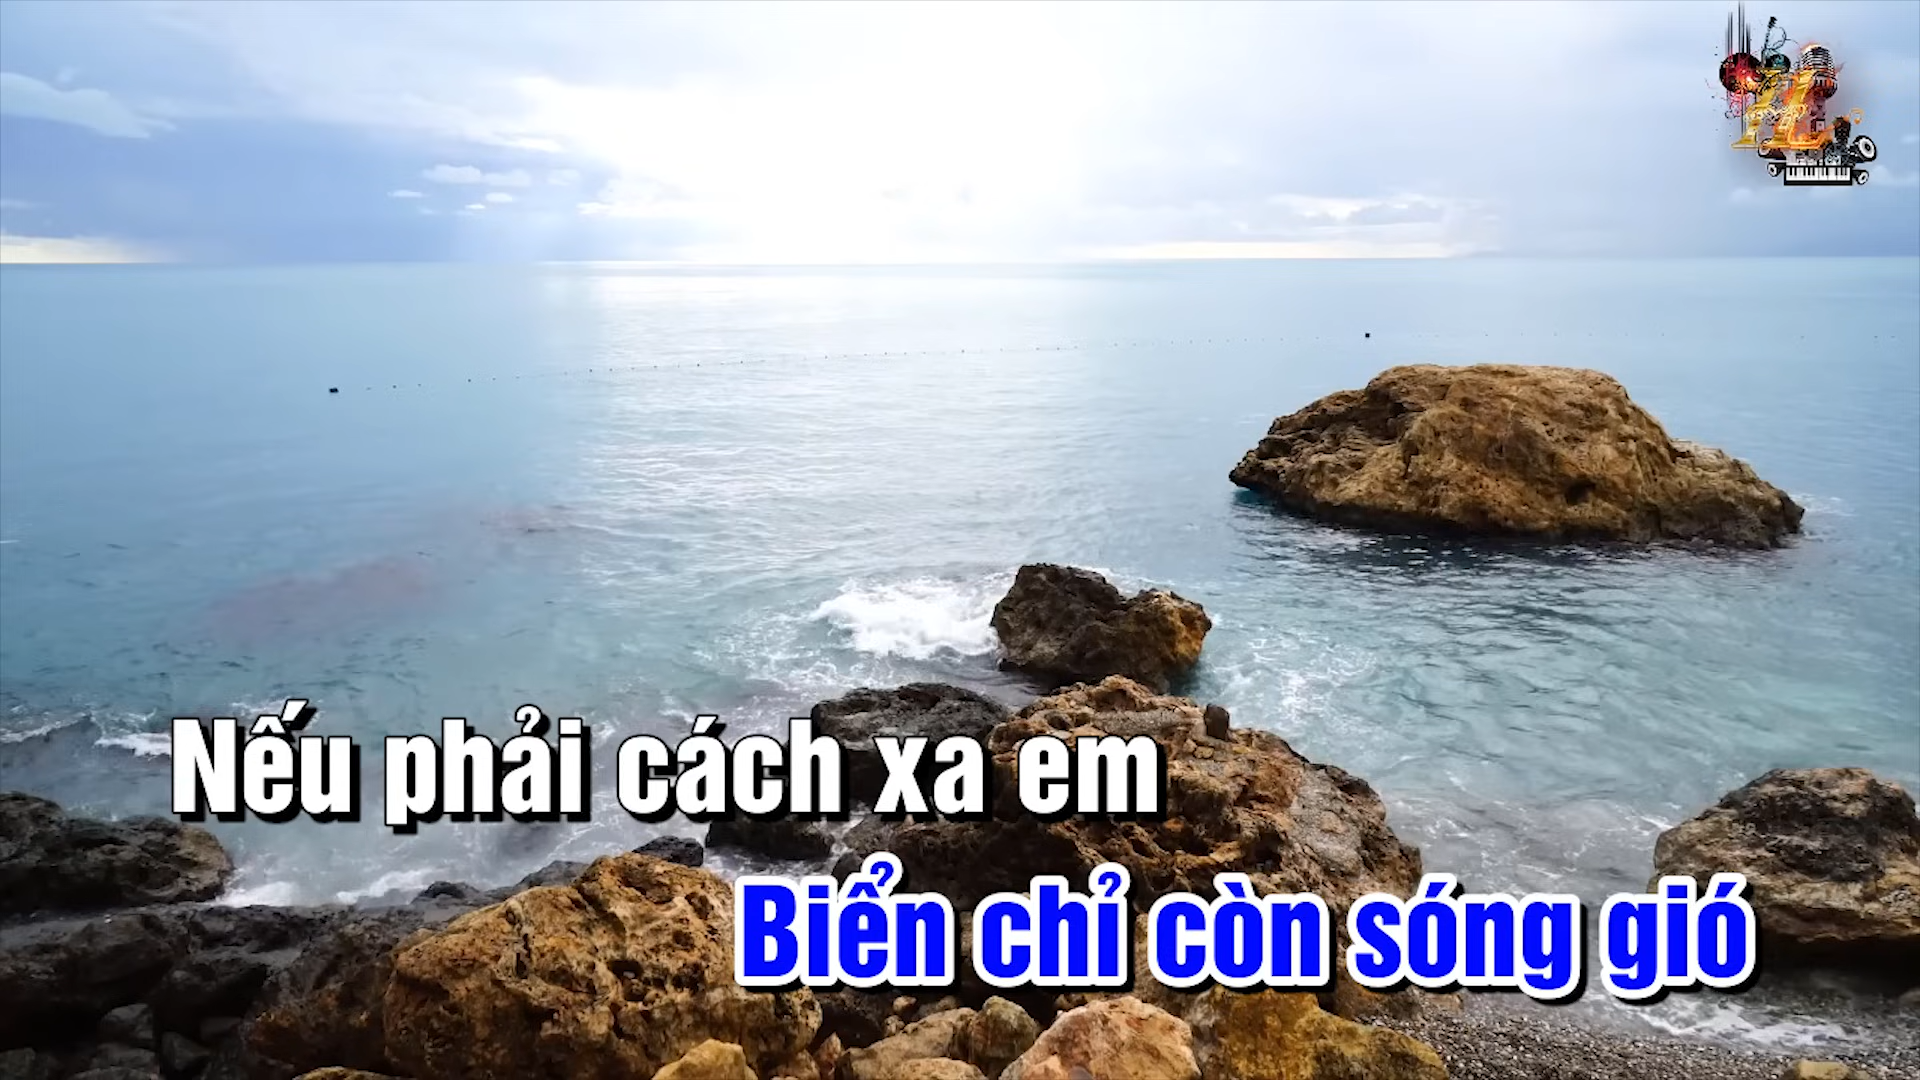 Nếu phải cách xa em
Biển chỉ còn sóng gió